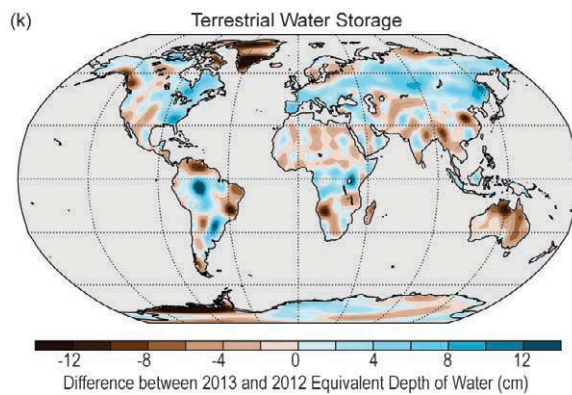 (k)
Terrestrial Water Storage
-12 -8 -4 0 4 8 12
Difference between 2013 and 2012 Equivalent Depth of Water (cm)